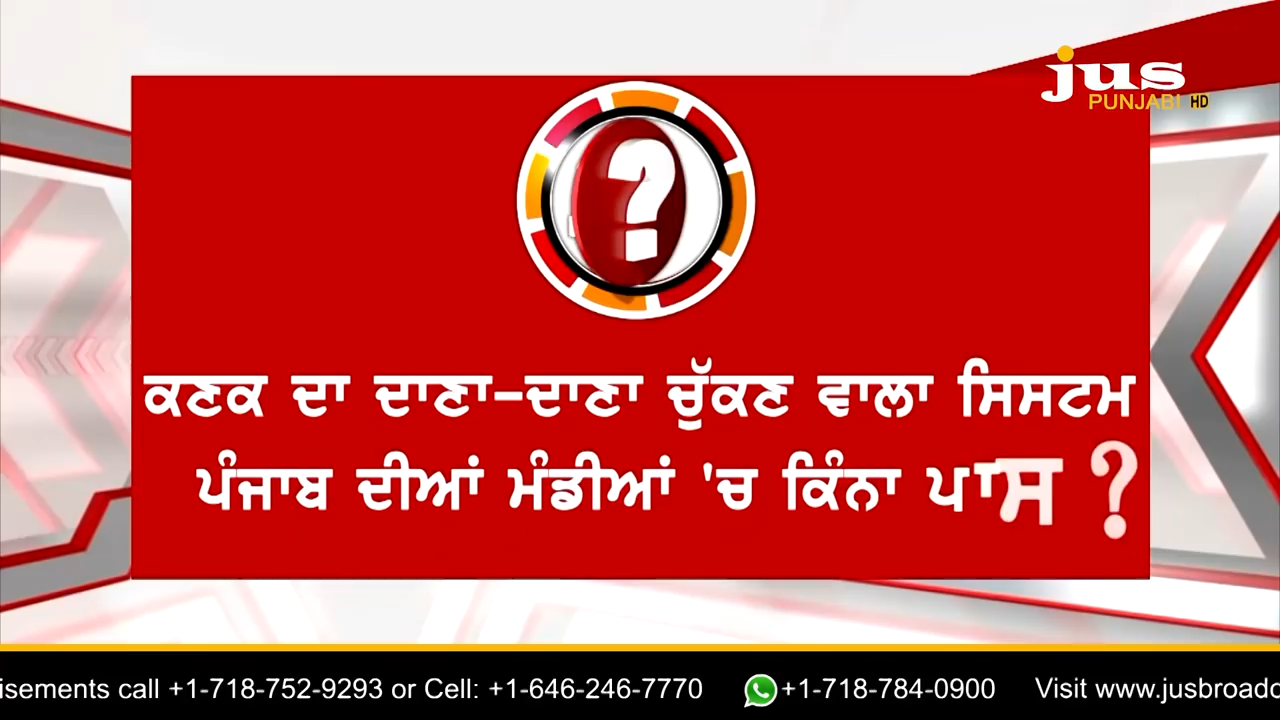 jus
PUNJABI HD
?
ਕਣਕ ਦਾ ਦਾਣਾ-ਦਾਣਾ ਚੁੱਕਣ ਵਾਲਾ ਸਿਸਟਮ
ਪੰਜਾਬ ਦੀਆਂ ਮੰਡੀਆਂ 'ਚ ਕਿੰਨਾ ਪਾਸ ?
isements call +1-718-752-9293 or Cell: +1-646-246-7770 +1-718-784-0900 Visit www.jusbroadc